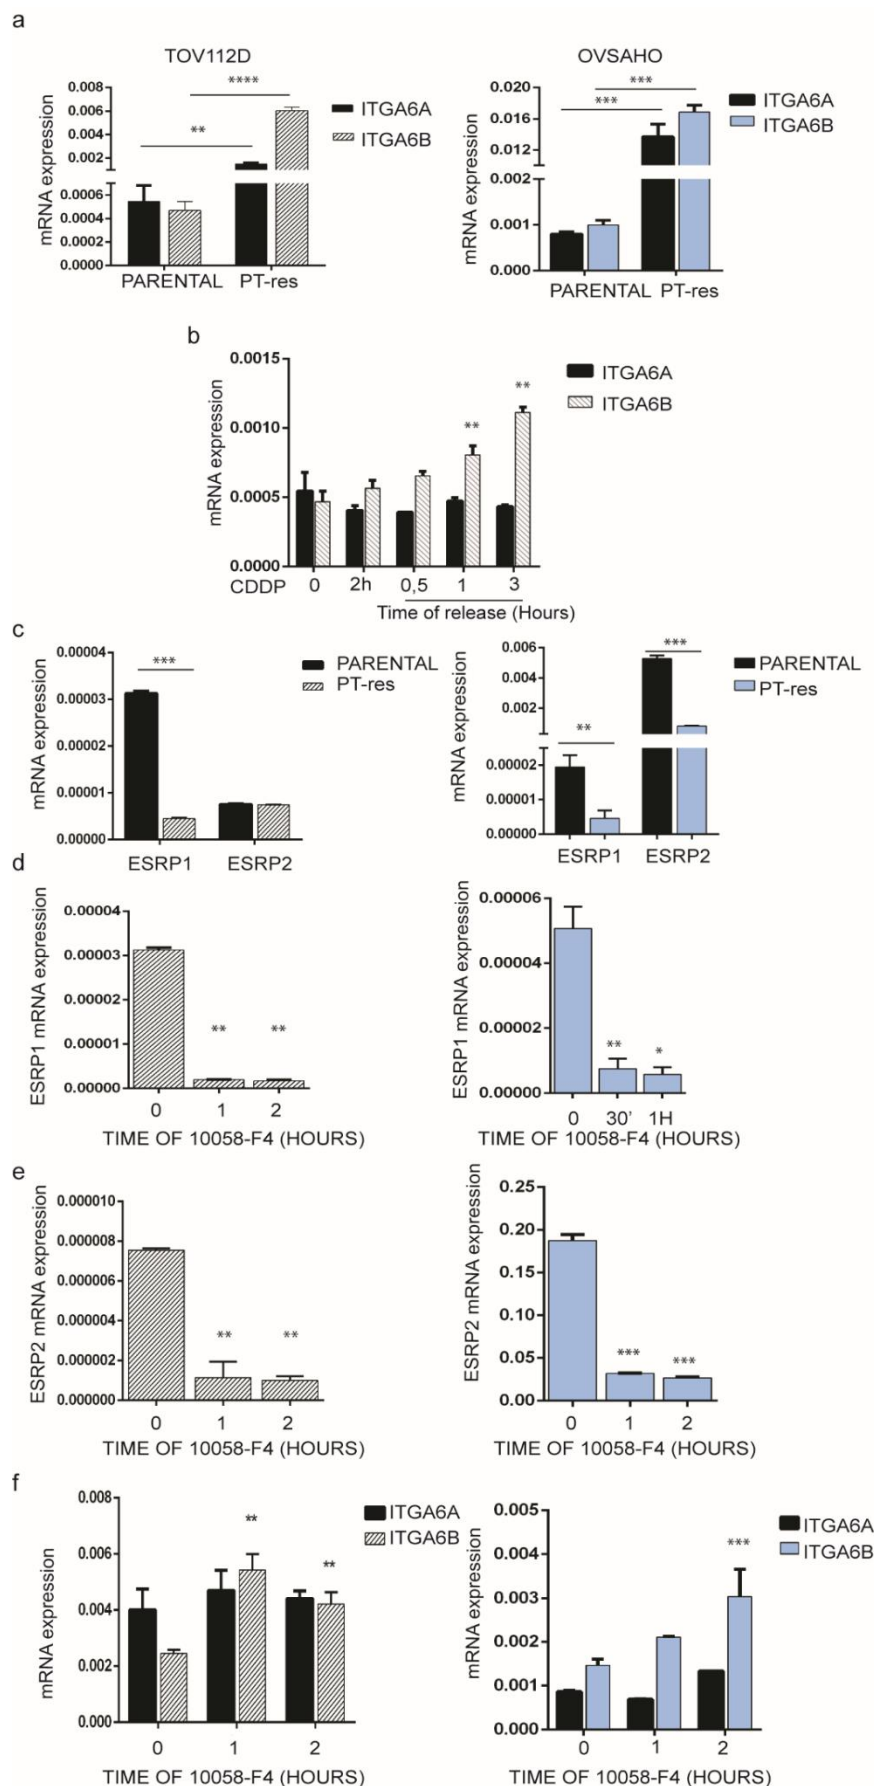 a
TOV112D
mRNA expression
0.008
0.006
0.004
0.002
0.0006
0.0004
0.0002
0.0000
**
****
ITGA6A
ITGA6B
PARENTAL PT-res
OVSAHO
mRNA expression
0.020
0.016
0.012
0.002
0.001
0.000
***
***
ITGA6A
ITGA6B
PARENTAL PT-res
b
mRNA expression
0.0015
0.0010
0.0005
0.0000
**
**
ITGA6A
ITGA6B
CDDP 0 2h 0,5 1 3
Time of release (Hours)
c
mRNA expression
0.00004
0.00003
0.00002
0.00001
0.00000
***
PARENTAL
PT-res
ESRP1 ESRP2
mRNA expression
0.006
0.004
0.002
0.00002
0.00001
0.00000
**
***
PARENTAL
PT-res
ESRP1 ESRP2
d
ESRP1 mRNA expression
0.00004
0.00003
0.00002
0.00001
0.00000
** **
0 1 2
TIME OF 10058-F4 (HOURS)
ESRP1 mRNA expression
0.00006
0.00004
0.00002
0.00000
** *
0 30' 1H
TIME OF 10058-F4 (HOURS)
e
ESRP2 mRNA expression
0.000010
0.000008
0.000006
0.000004
0.000002
0.000000
** **
0 1 2
TIME OF 10058-F4 (HOURS)
ESRP2 mRNA expression
0.25
0.20
0.15
0.10
0.05
0.00
*** ***
0 1 2
TIME OF 10058-F4 (HOURS)
f
mRNA expression
0.008
0.006
0.004
0.002
0.000
** **
ITGA6A
ITGA6B
0 1 2
TIME OF 10058-F4 (HOURS)
mRNA expression
0.005
0.004
0.003
0.002
0.001
0.000
***
ITGA6A
ITGA6B
0 1 2
TIME OF 10058-F4 (HOURS)